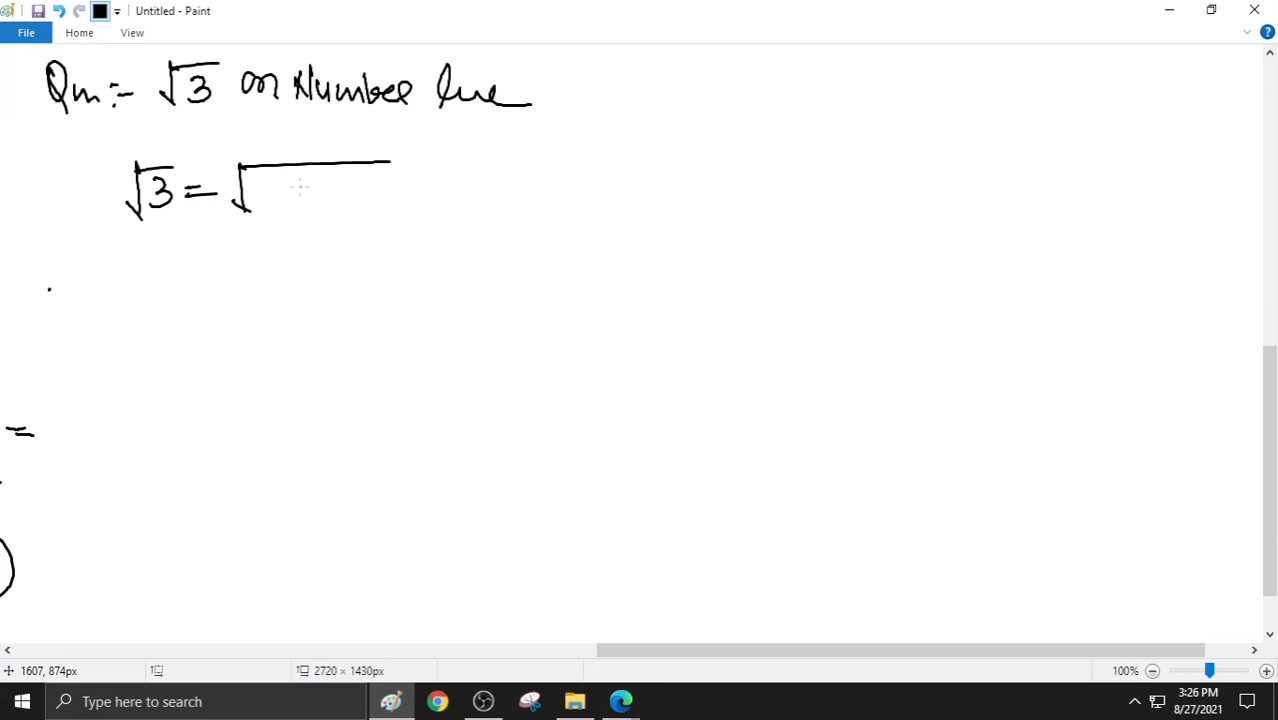 Untitled - Paint
File Home View
Qn:- √3 on Number line
√3 = √
=
1607, 874px 2720 × 1430px 100%
Type here to search 3:26 PM
8/27/2021